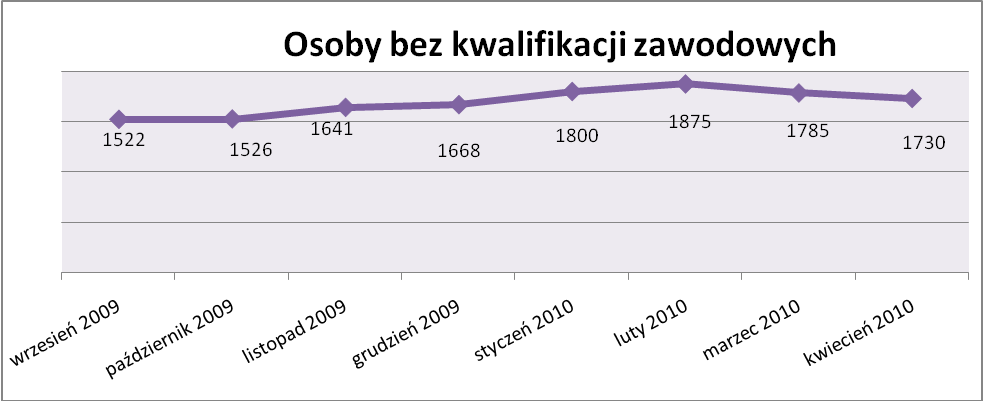 Osoby bez kwalifikacji zawodowych
1522
1526
1641
1668
1800
1875
1785
1730
wrzesień 2009
październik 2009
listopad 2009
grudzień 2009
styczeń 2010
luty 2010
marzec 2010
kwiecień 2010